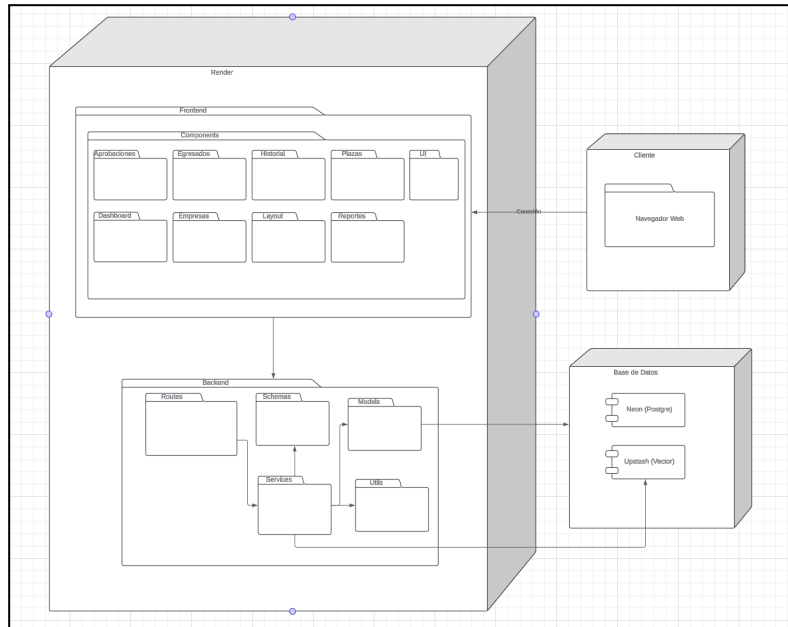 Render
Frontend
Components
Aprobaciones
Egresados
Historial
Plazas
UI
Dashboard
Empresas
Layout
Reportes
Conexión
Cliente
Navegador Web
Backend
Routes
Schemas
Models
Services
Utils
Base de Datos
Neon (Postgre)
Upstash (Vector)